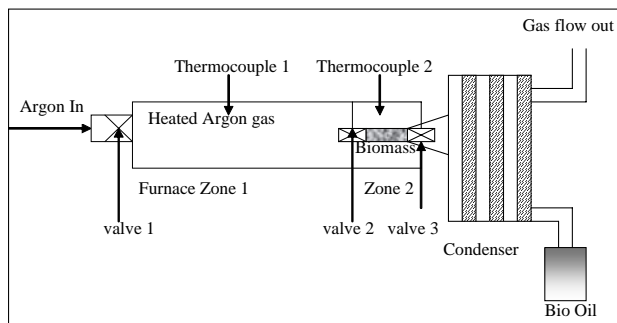 Gas flow out
Thermocouple 1 Thermocouple 2
Argon In
Heated Argon gas
Biomass
Furnace Zone 1 Zone 2
valve 1 valve 2 valve 3
Condenser
Bio Oil